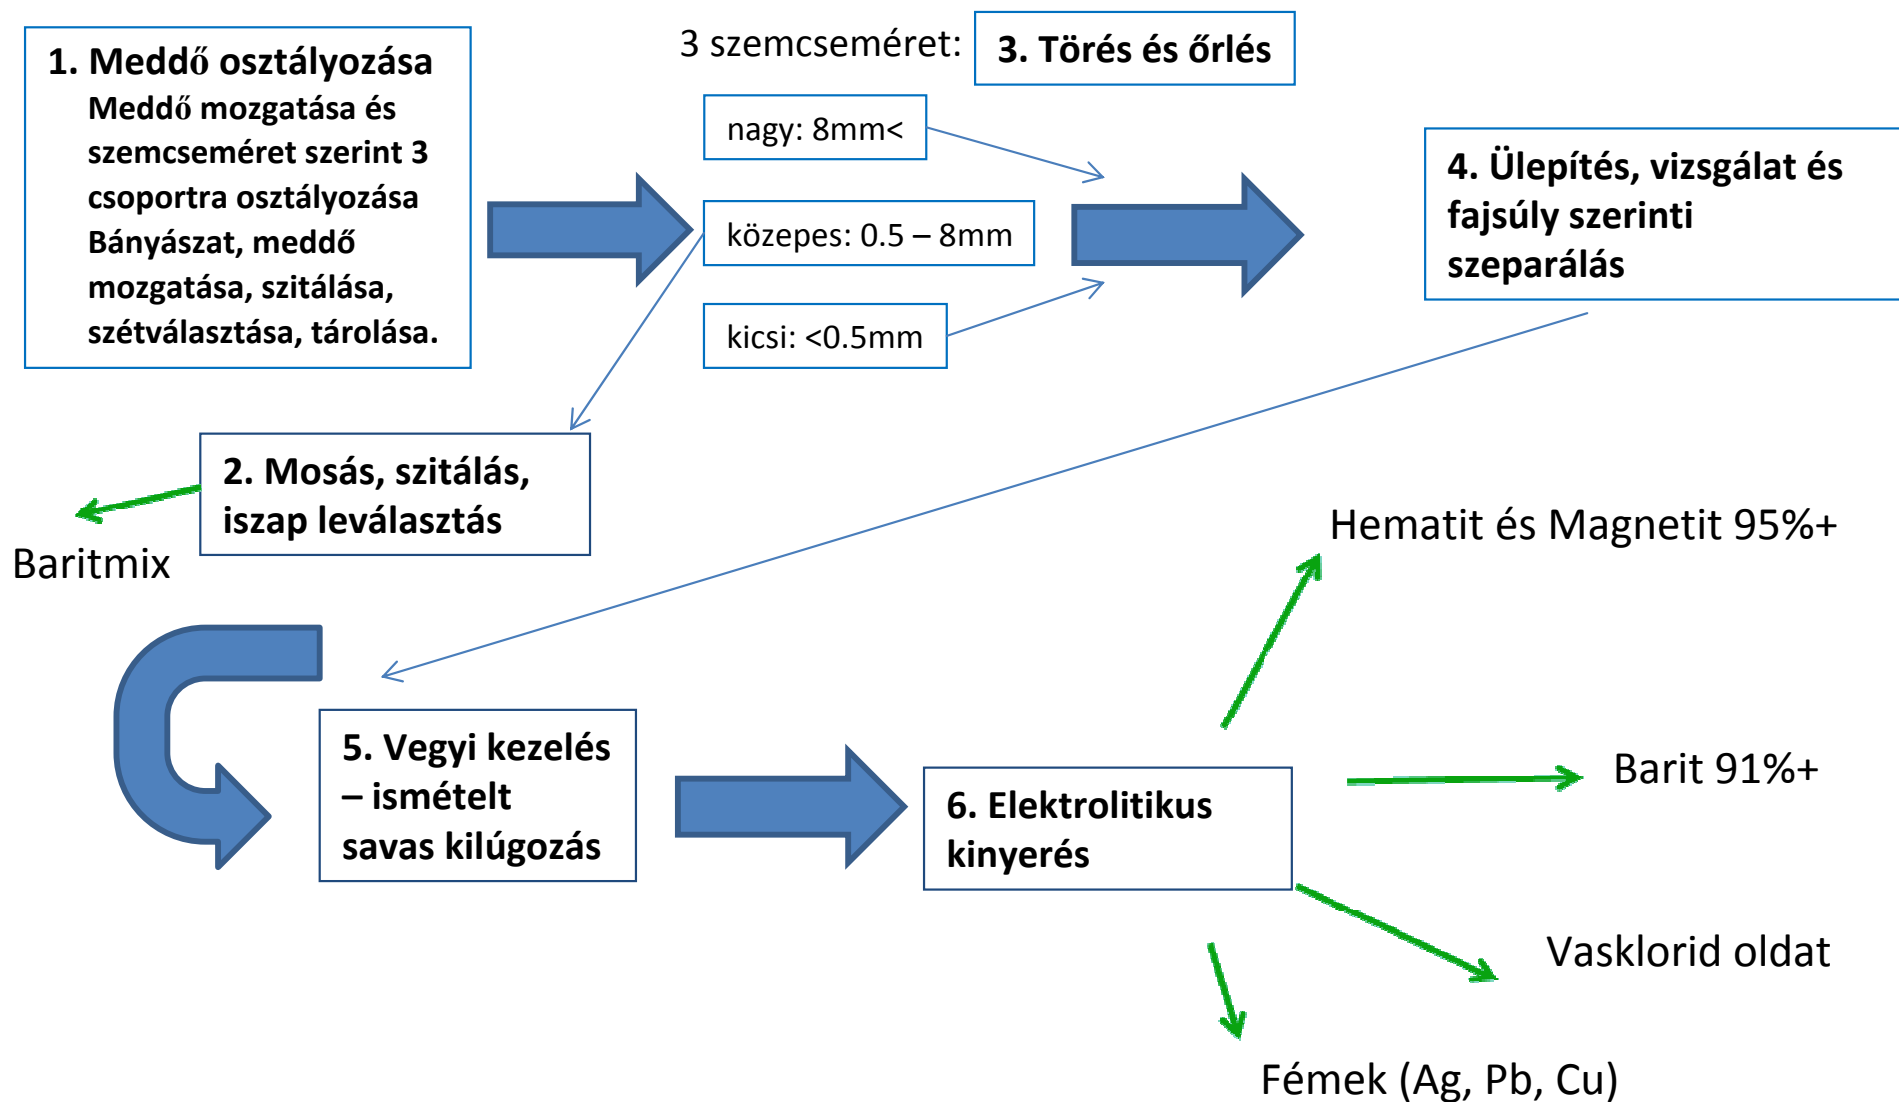 1. Meddő osztályozása
Meddő mozgatása és
szemcseméret szerint 3
csoportra osztályozása
Bányászat, meddő
mozgatása, szitálása,
szétválasztása, tárolása.
3 szemcseméret:
3. Törés és őrlés
nagy: 8mm<
közepes: 0.5 – 8mm
kicsi: <0.5mm
4. Ülepítés, vizsgálat és
fajsúly szerinti
szeparálás
2. Mosás, szitálás,
iszap leválasztás
Baritmix
5. Vegyi kezelés
– ismételt
savas kilúgozás
6. Elektrolitikus
kinyerés
Hematit és Magnetit 95%+
Barit 91%+
Vasklorid oldat
Fémek (Ag, Pb, Cu)